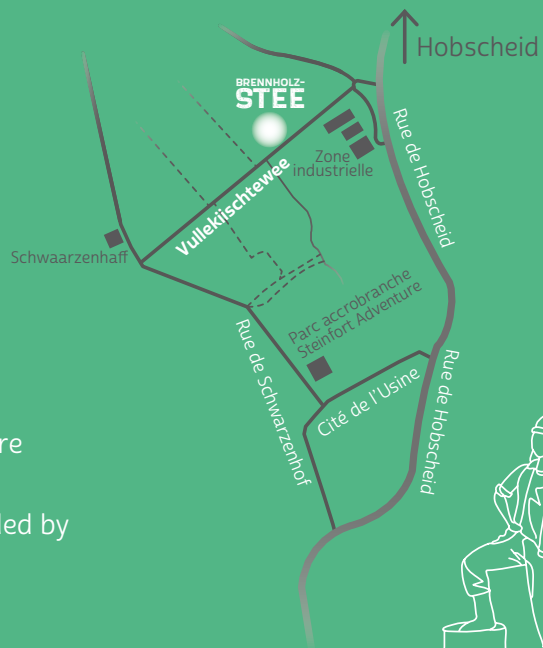 Hobscheid
BRENNHOLZ-
STEE
Rue de Hobscheid
Zone
industrielle
Vullekiischtewee
Schwaarzenhaff
Parc accrobranche
Steinfort Adventure
Rue de Schwarzenhof
Cité de l'Usine
Rue de Hobscheid
re
led by